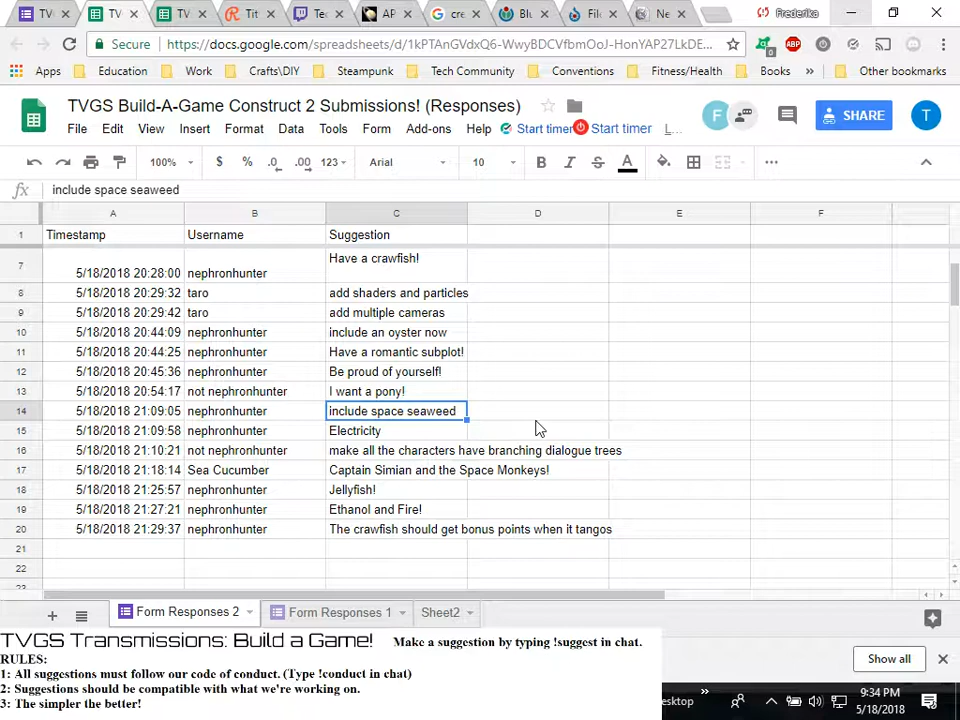 TV
TV
TV
Tit
Tec
AP
cre
Blu
File
Ne
Frederika
Secure
https://docs.google.com/spreadsheets/d/1kPTAnGVdxQ6-WwyBDCVfbmOoJ-HonYAP27LkDE...
Apps Education Work Crafts\DIY Steampunk Tech Community Conventions Fitness/Health Books » Other bookmarks
TVGS Build-A-Game Construct 2 Submissions! (Responses)
F
SHARE
T
File Edit View Insert Format Data Tools Form Add-ons Help Start timer Start timer L...
100% $ % .0 .00 123 Arial 10 B I S A
fx include space seaweed
A B C D E F
1 Timestamp Username Suggestion
7 5/18/2018 20:28:00 nephronhunter Have a crawfish!
8 5/18/2018 20:29:32 taro add shaders and particles
9 5/18/2018 20:29:42 taro add multiple cameras
10 5/18/2018 20:44:09 nephronhunter include an oyster now
11 5/18/2018 20:44:25 nephronhunter Have a romantic subplot!
12 5/18/2018 20:45:36 nephronhunter Be proud of yourself!
13 5/18/2018 20:54:17 not nephronhunter I want a pony!
14 5/18/2018 21:09:05 nephronhunter include space seaweed
15 5/18/2018 21:09:58 nephronhunter Electricity
16 5/18/2018 21:10:21 not nephronhunter make all the characters have branching dialogue trees
17 5/18/2018 21:18:14 Sea Cucumber Captain Simian and the Space Monkeys!
18 5/18/2018 21:25:57 nephronhunter Jellyfish!
19 5/18/2018 21:27:21 nephronhunter Ethanol and Fire!
20 5/18/2018 21:29:37 nephronhunter The crawfish should get bonus points when it tangos
21
22
23
Form Responses 2 Form Responses 1 Sheet2
TVGS Transmissions: Build a Game! Make a suggestion by typing !suggest in chat.
RULES:
1: All suggestions must follow our code of conduct. (Type !conduct in chat)
2: Suggestions should be compatible with what we're working on.
3: The simpler the better!
Show all
esktop »
9:34 PM
5/18/2018